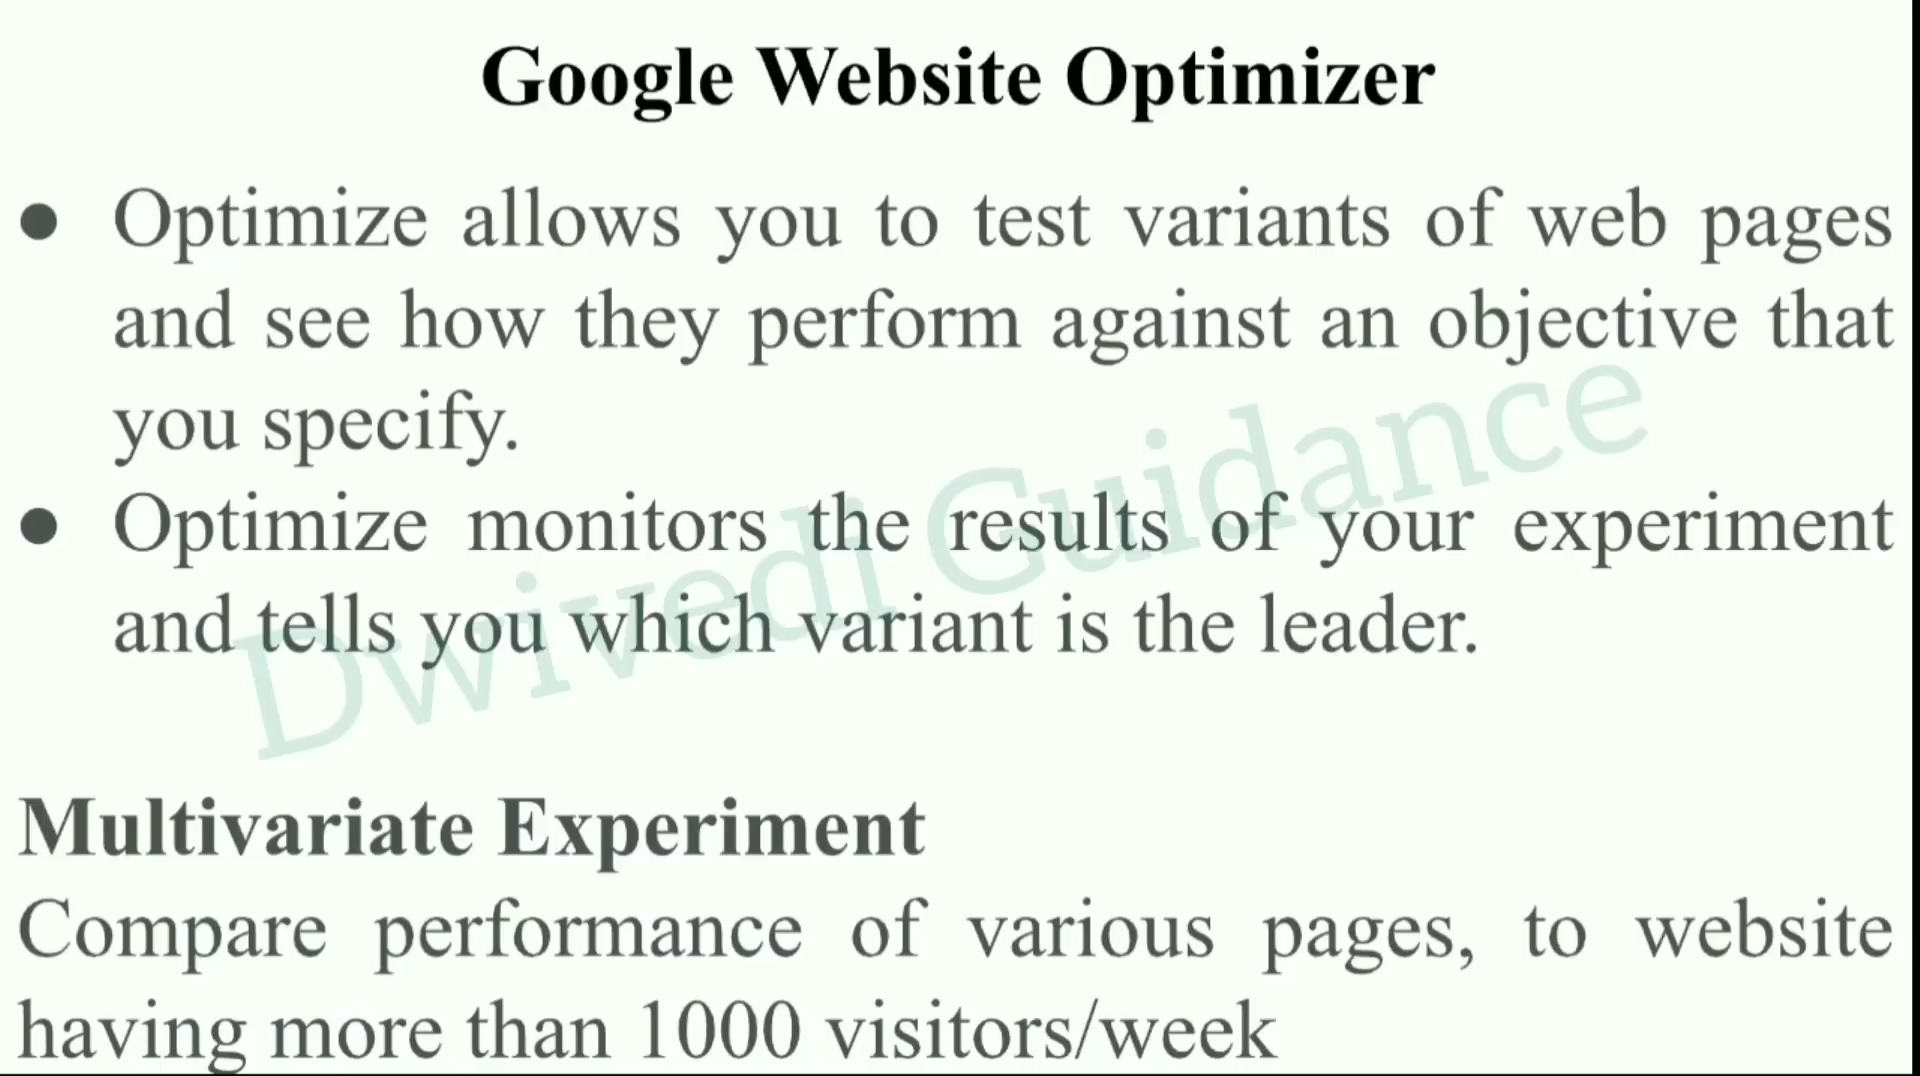 Google Website Optimizer
● Optimize allows you to test variants of web pages
and see how they perform against an objective that
you specify.
● Optimize monitors the results of your experiment
and tells you which variant is the leader.
Dwivedi Guidance
Multivariate Experiment
Compare performance of various pages, to website
having more than 1000 visitors/week